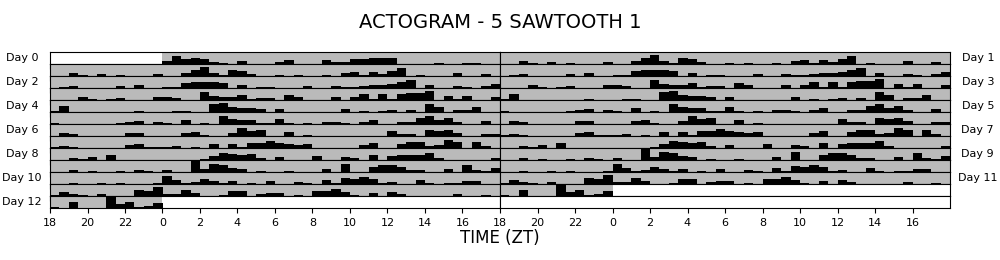 ACTOGRAM - 5 SAWTOOTH 1
Day 0 Day 1
Day 2 Day 3
Day 4 Day 5
Day 6 Day 7
Day 8 Day 9
Day 10 Day 11
Day 12
18 20 22 0 2 4 6 8 10 12 14 16 18 20 22 0 2 4 6 8 10 12 14 16
TIME (ZT)